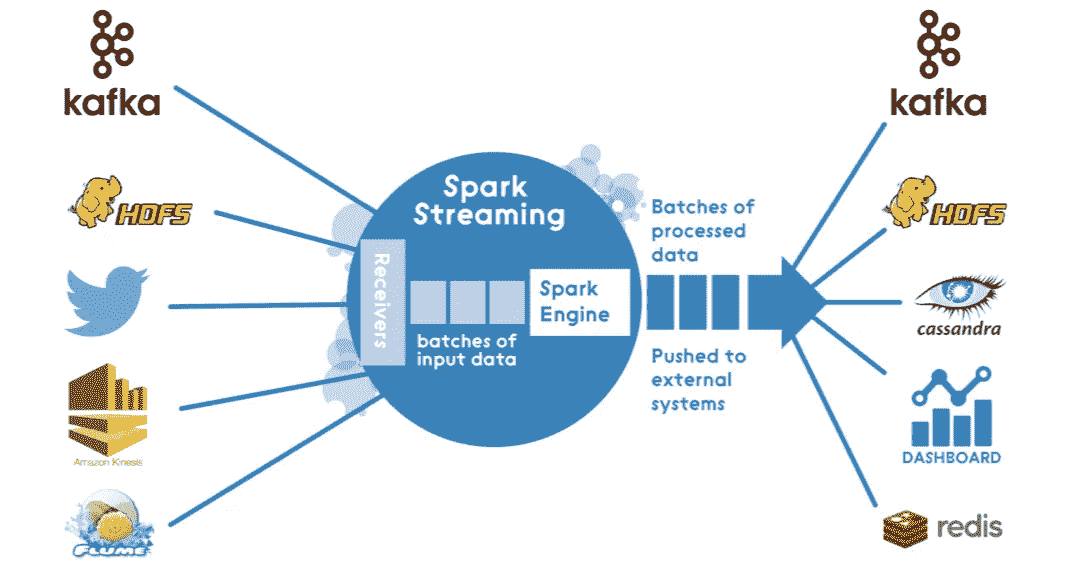 kafka
HDFS
Amazon Kinesis
FLUME
Spark
Streaming
Receivers
batches of
input data
Spark
Engine
Batches of
processed
data
Pushed to
external
systems
kafka
HDFS
cassandra
DASHBOARD
redis